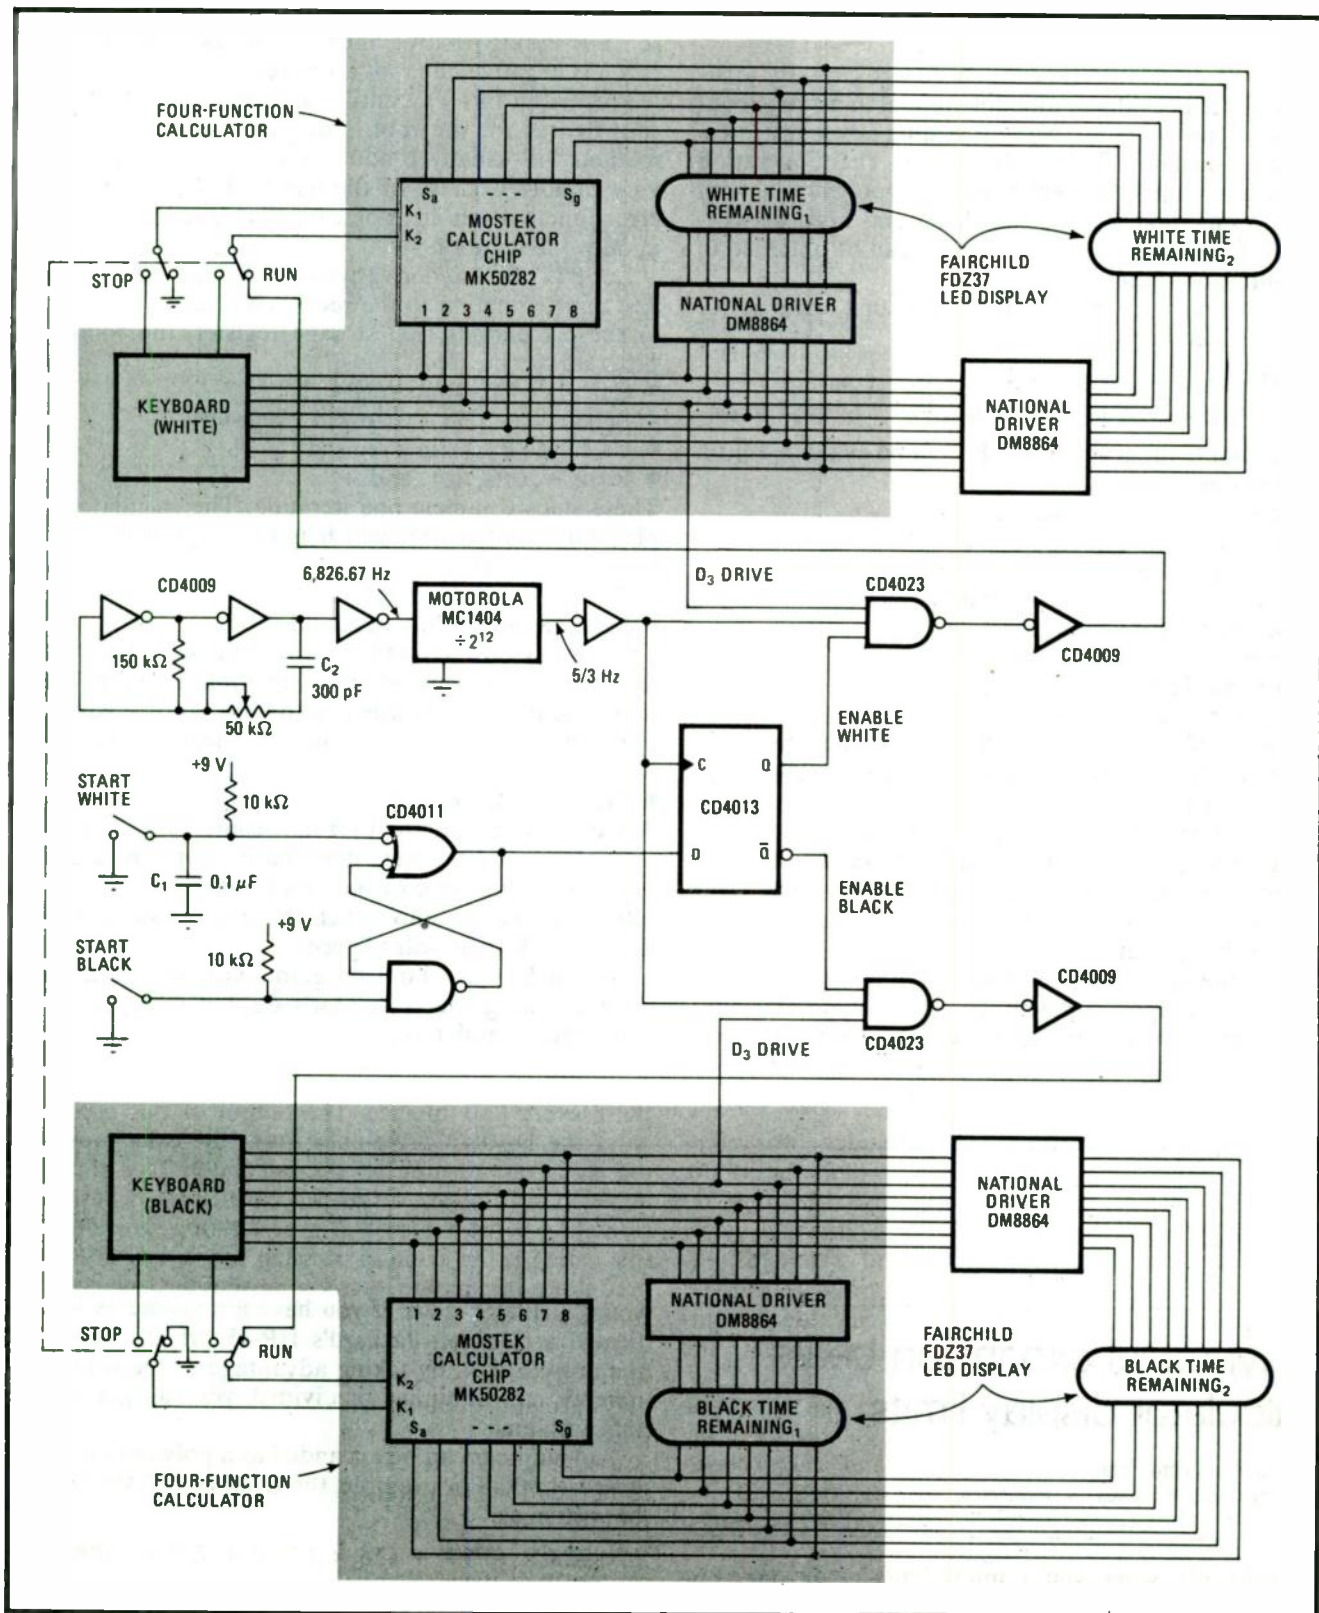 FOUR-FUNCTION
CALCULATOR
Sa - - - Sg
K1
K2
MOSTEK
CALCULATOR
CHIP
MK50282
1 2 3 4 5 6 7 8
WHITE TIME
REMAINING1
NATIONAL DRIVER
DM8864
FAIRCHILD
FDZ37
LED DISPLAY
WHITE TIME
REMAINING2
STOP
RUN
KEYBOARD
(WHITE)
NATIONAL
DRIVER
DM8864
D3 DRIVE
CD4009
6,826.67 Hz
MOTOROLA
MC1404
÷2^12
5/3 Hz
CD4023
CD4009
150 kΩ
C2
300 pF
50 kΩ
ENABLE
WHITE
+9 V
START
WHITE
10 kΩ
CD4011
C Q
CD4013
D Q̅
C1
0.1 μF
ENABLE
BLACK
+9 V
START
BLACK
10 kΩ
CD4009
CD4023
D3 DRIVE
KEYBOARD
(BLACK)
NATIONAL
DRIVER
DM8864
1 2 3 4 5 6 7 8
STOP
RUN
MOSTEK
CALCULATOR
CHIP
MK50282
K2
K1
Sa - - - Sg
NATIONAL DRIVER
DM8864
BLACK TIME
REMAINING1
FAIRCHILD
FDZ37
LED DISPLAY
BLACK TIME
REMAINING2
FOUR-FUNCTION
CALCULATOR